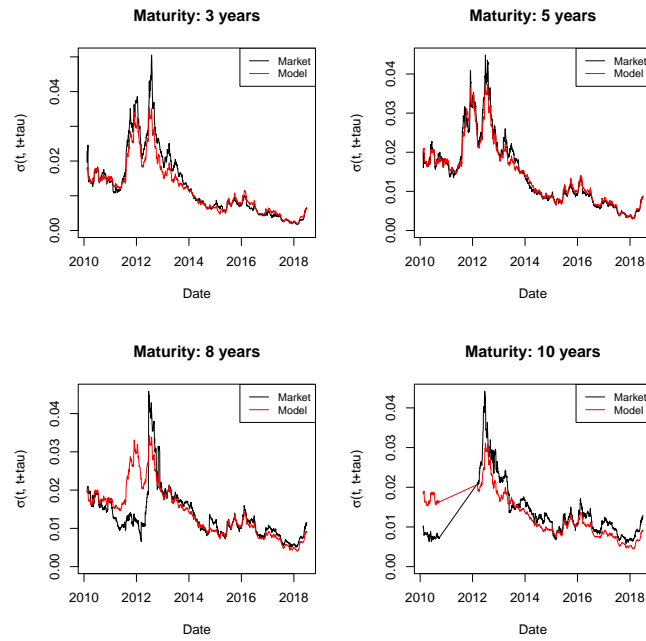 Maturity: 3 years
Market
Model
σ(t, t+tau)
0.04
0.02
0.00
2010 2012 2014 2016 2018
Date
Maturity: 5 years
Market
Model
σ(t, t+tau)
0.04
0.03
0.02
0.01
0.00
2010 2012 2014 2016 2018
Date
Maturity: 8 years
Market
Model
σ(t, t+tau)
0.04
0.03
0.02
0.01
0.00
2010 2012 2014 2016 2018
Date
Maturity: 10 years
Market
Model
σ(t, t+tau)
0.04
0.03
0.02
0.01
0.00
2010 2012 2014 2016 2018
Date